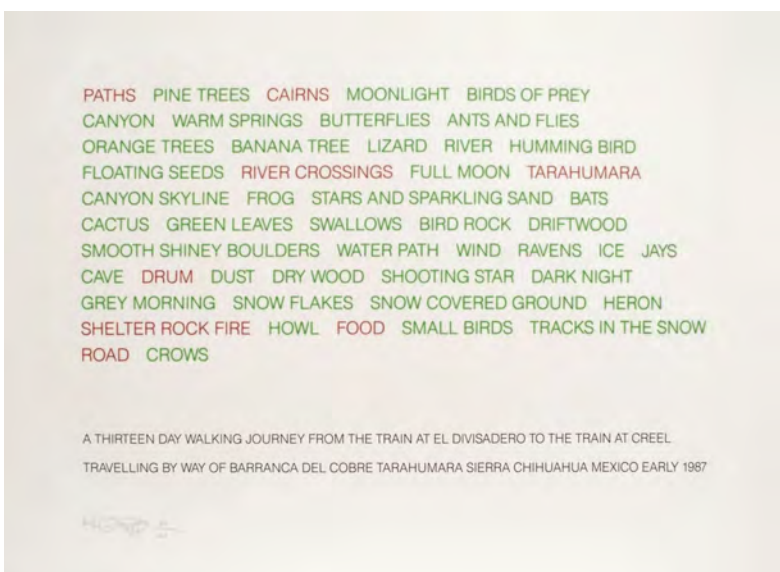 PATHS PINE TREES CAIRNS MOONLIGHT BIRDS OF PREY
CANYON WARM SPRINGS BUTTERFLIES ANTS AND FLIES
ORANGE TREES BANANA TREE LIZARD RIVER HUMMING BIRD
FLOATING SEEDS RIVER CROSSINGS FULL MOON TARAHUMARA
CANYON SKYLINE FROG STARS AND SPARKLING SAND BATS
CACTUS GREEN LEAVES SWALLOWS BIRD ROCK DRIFTWOOD
SMOOTH SHINEY BOULDERS WATER PATH WIND RAVENS ICE JAYS
CAVE DRUM DUST DRY WOOD SHOOTING STAR DARK NIGHT
GREY MORNING SNOW FLAKES SNOW COVERED GROUND HERON
SHELTER ROCK FIRE HOWL FOOD SMALL BIRDS TRACKS IN THE SNOW
ROAD CROWS
A THIRTEEN DAY WALKING JOURNEY FROM THE TRAIN AT EL DIVISADERO TO THE TRAIN AT CREEL
TRAVELLING BY WAY OF BARRANCA DEL COBRE TARAHUMARA SIERRA CHIHUAHUA MEXICO EARLY 1987